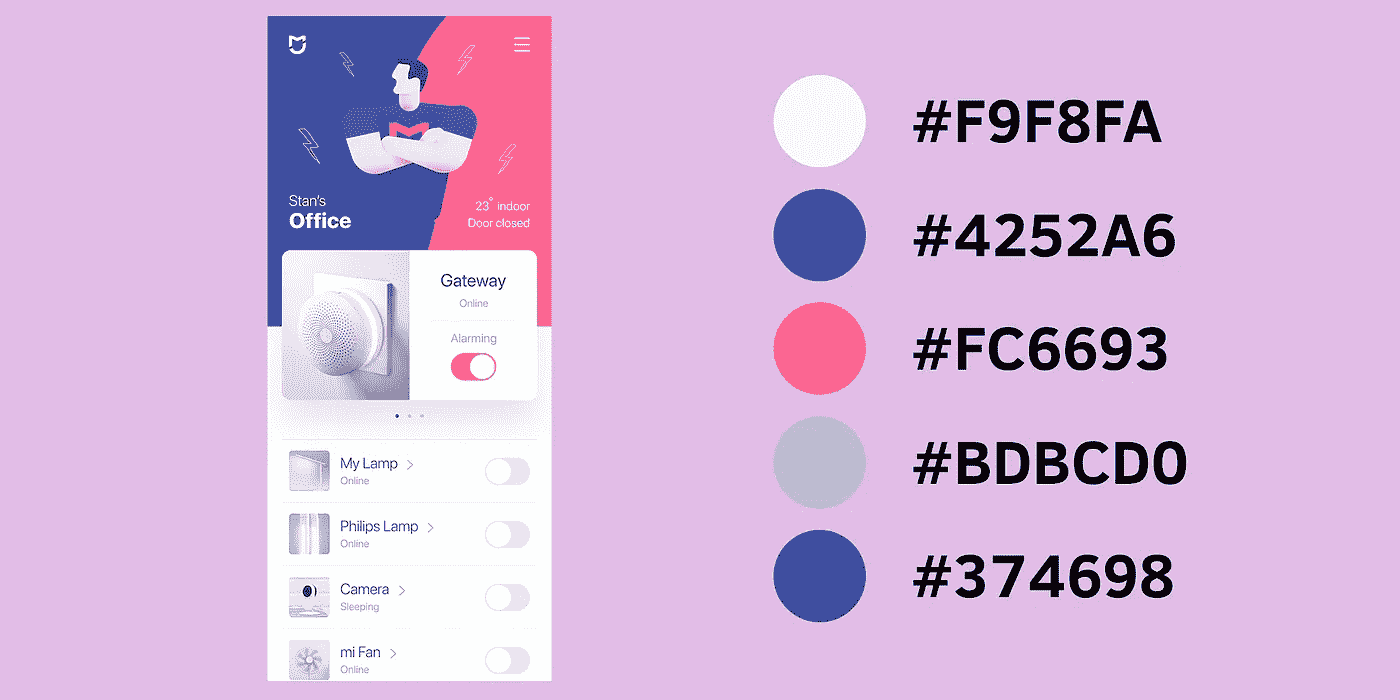 Stan's
Office
23° indoor
Door closed
Gateway
Online
Alarming
My Lamp
Online
Philips Lamp
Online
Camera
Sleeping
mi Fan
Online
#F9F8FA
#4252A6
#FC6693
#BDBCD0
#374698